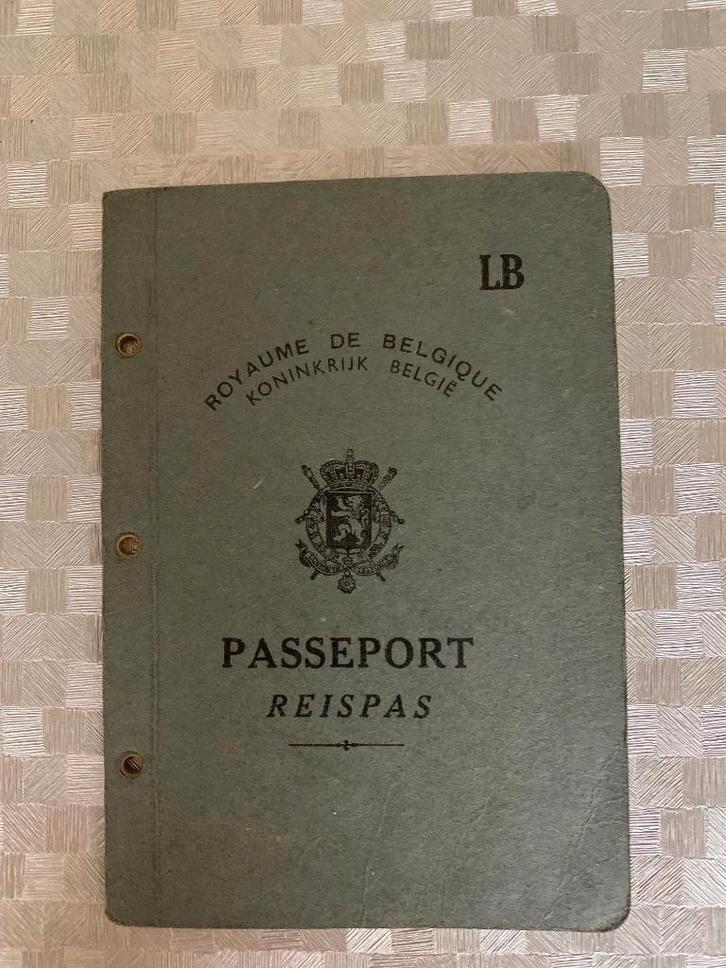 LB
ROYAUME DE BELGIQUE
KONINKRIJK BELGIË
PASSEPORT
REISPAS